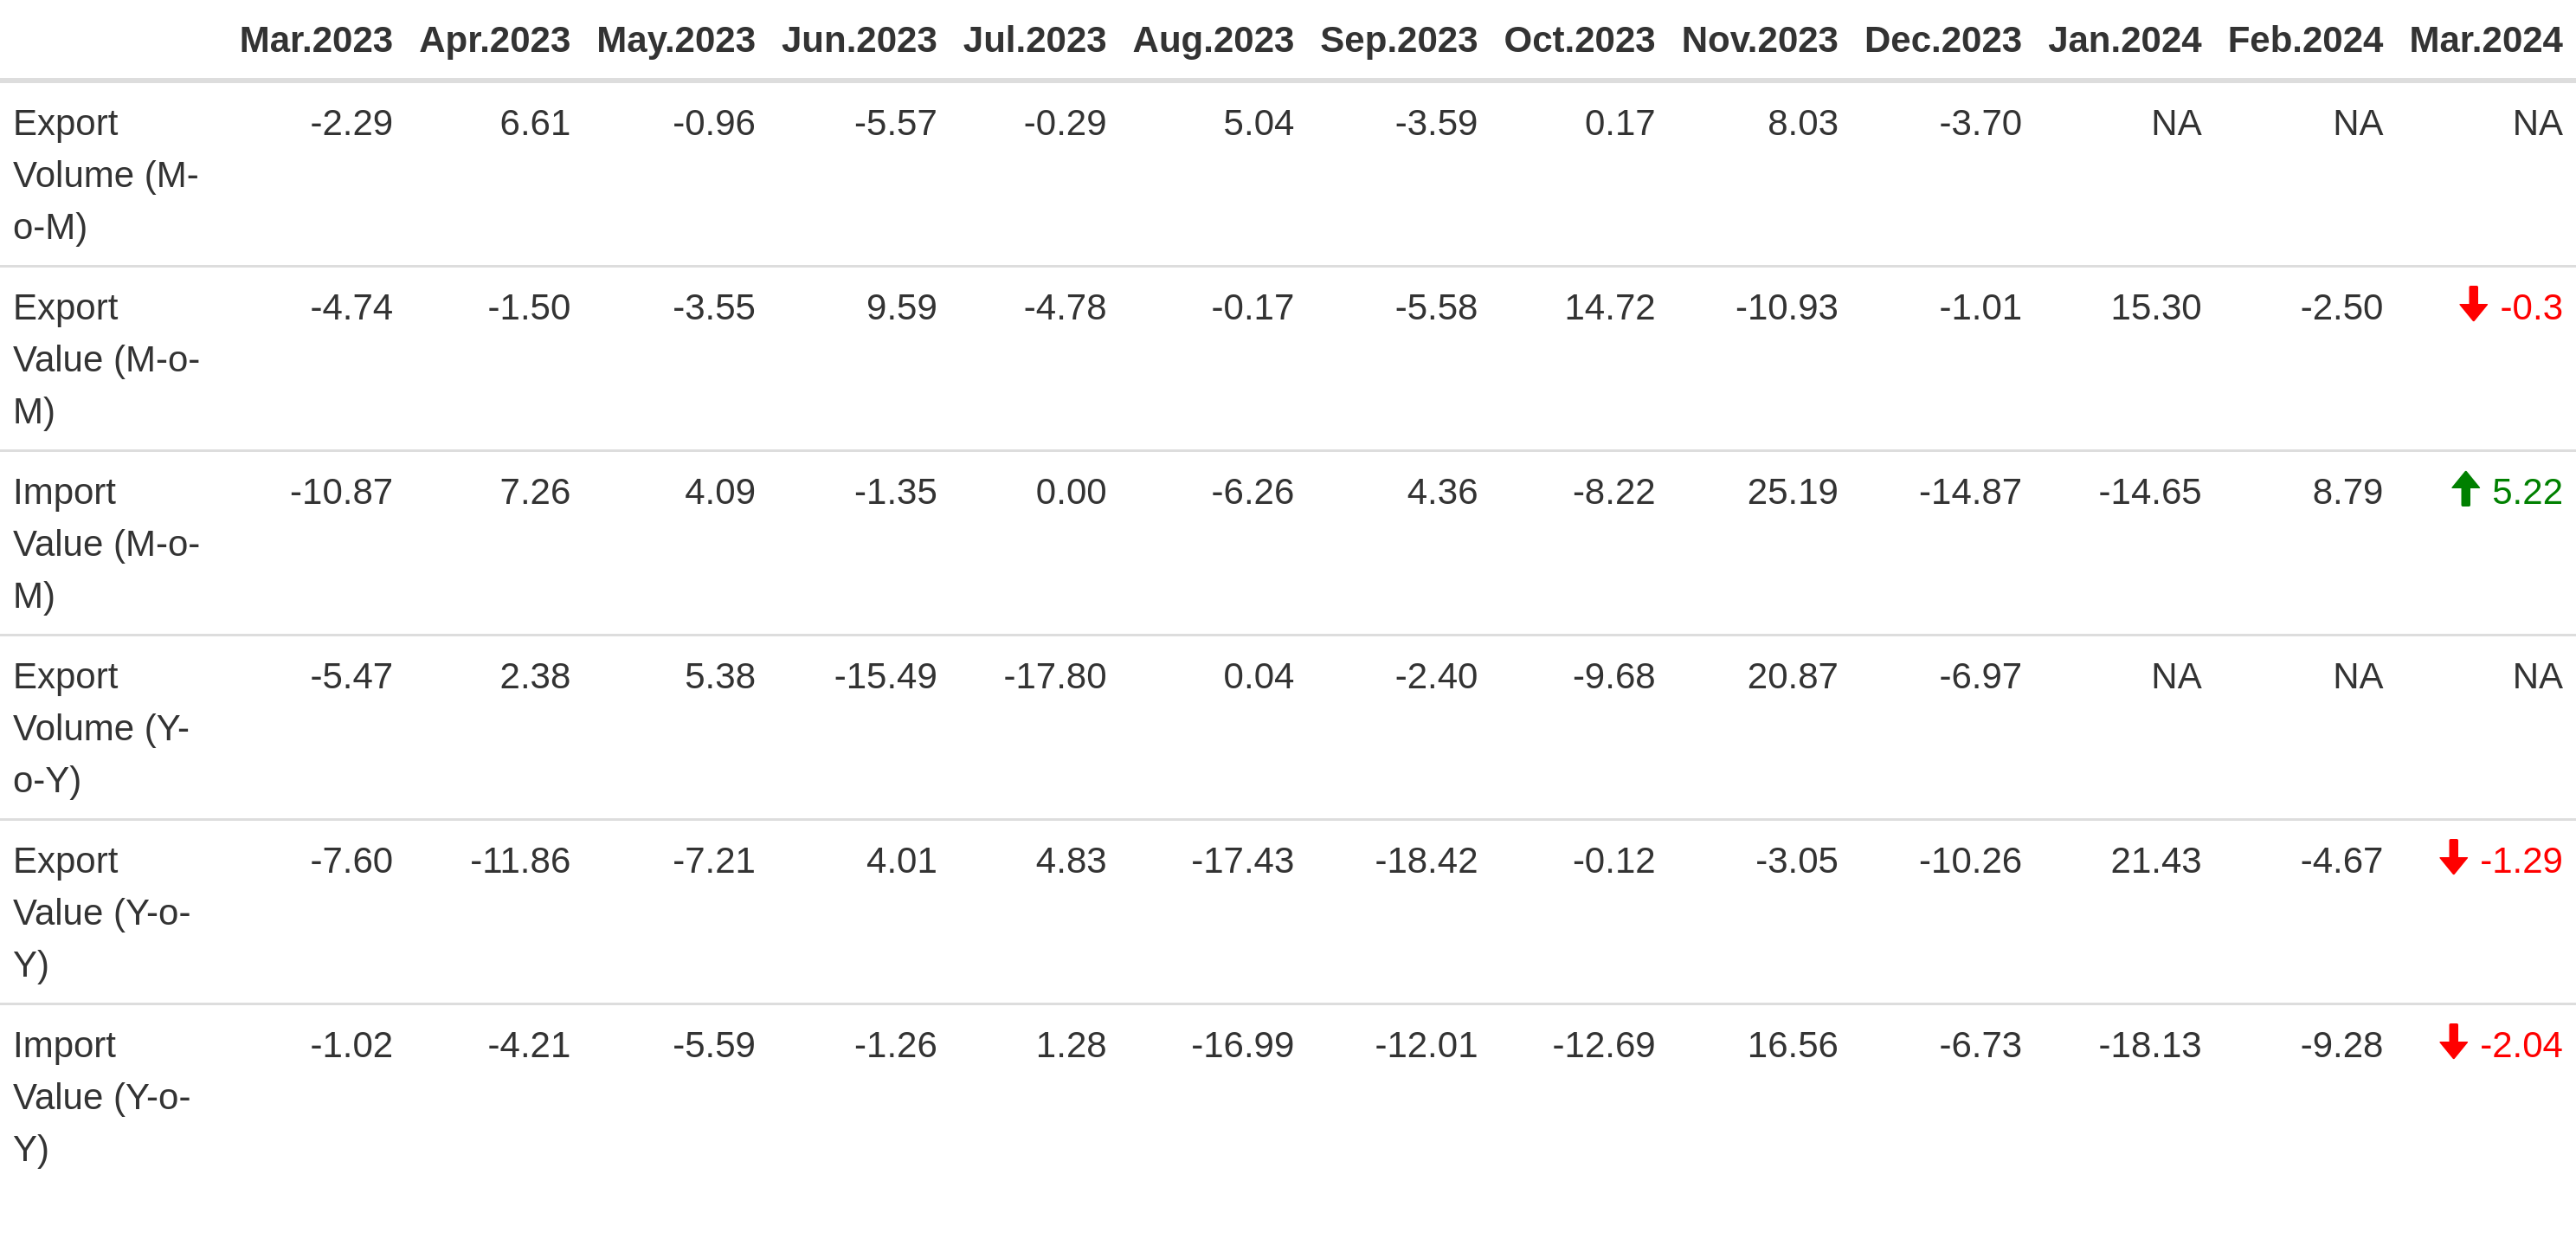 Mar.2023 Apr.2023 May.2023 Jun.2023 Jul.2023 Aug.2023 Sep.2023 Oct.2023 Nov.2023 Dec.2023 Jan.2024 Feb.2024 Mar.2024
Export -2.29 6.61 -0.96 -5.57 -0.29 5.04 -3.59 0.17 8.03 -3.70 NA NA NA
Volume (M-
o-M)
Export -4.74 -1.50 -3.55 9.59 -4.78 -0.17 -5.58 14.72 -10.93 -1.01 15.30 -2.50 -0.3
Value (M-o-
M)
Import -10.87 7.26 4.09 -1.35 0.00 -6.26 4.36 -8.22 25.19 -14.87 -14.65 8.79 5.22
Value (M-o-
M)
Export -5.47 2.38 5.38 -15.49 -17.80 0.04 -2.40 -9.68 20.87 -6.97 NA NA NA
Volume (Y-
o-Y)
Export -7.60 -11.86 -7.21 4.01 4.83 -17.43 -18.42 -0.12 -3.05 -10.26 21.43 -4.67 -1.29
Value (Y-o-
Y)
Import -1.02 -4.21 -5.59 -1.26 1.28 -16.99 -12.01 -12.69 16.56 -6.73 -18.13 -9.28 -2.04
Value (Y-o-
Y)